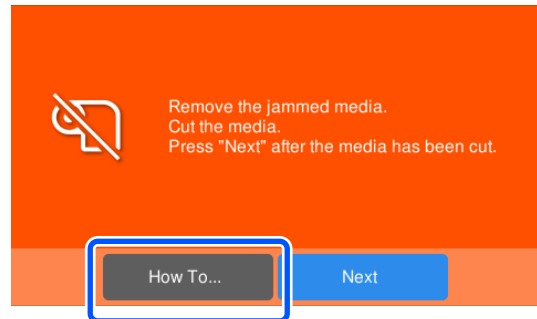 Remove the jammed media.
Cut the media.
Press "Next" after the media has been cut.
How To...
Next